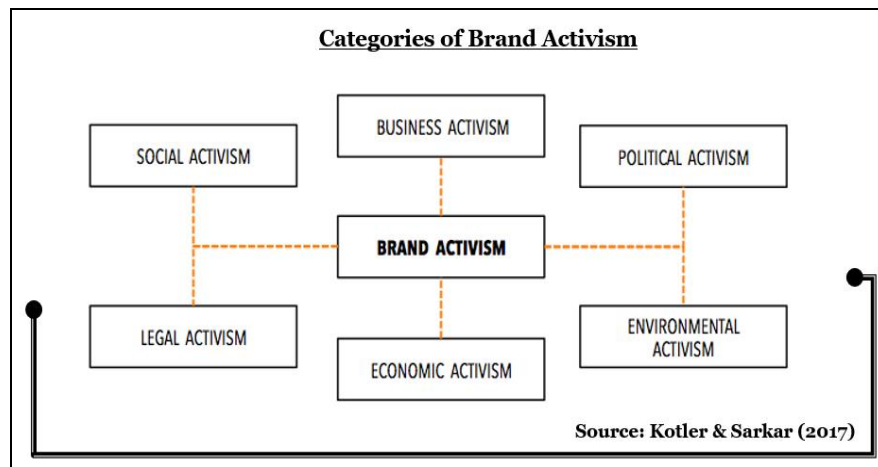 Categories of Brand Activism
BUSINESS ACTIVISM
SOCIAL ACTIVISM
POLITICAL ACTIVISM
BRAND ACTIVISM
LEGAL ACTIVISM
ENVIRONMENTAL
ACTIVISM
ECONOMIC ACTIVISM
Source: Kotler & Sarkar (2017)